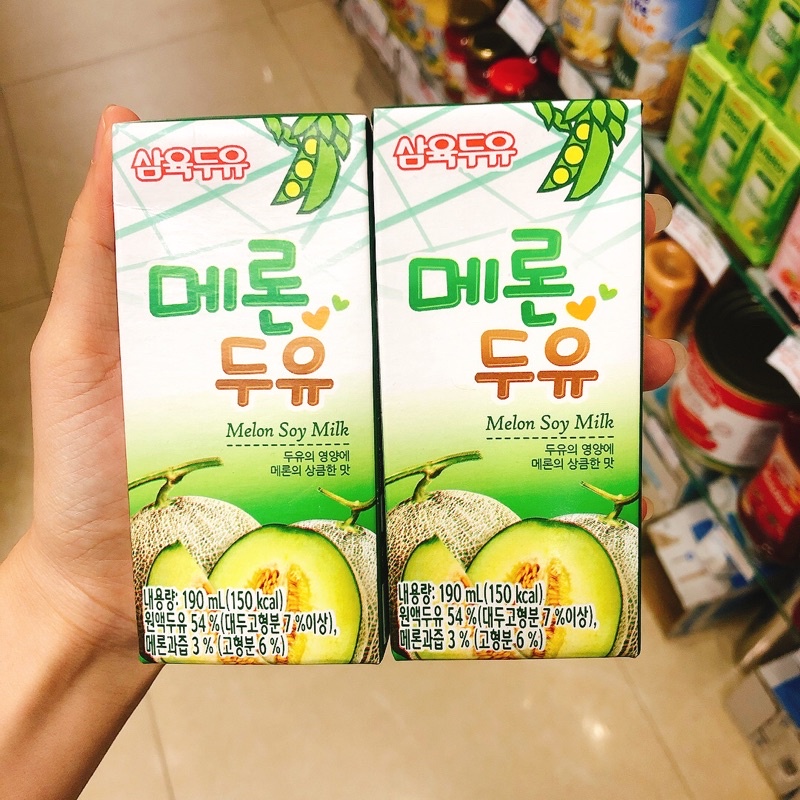 삼육두유
메론
두유
Melon Soy Milk
두유의 영양에
메론의 상큼한 맛
내용량: 190 mL(150 kcal)
원액두유 54 %(대두고형분 7 %이상),
메론과즙 3 % (고형분 6 %)
삼육두유
메론
두유
Melon Soy Milk
두유의 영양에
메론의 상큼한 맛
내용량: 190 mL(150 kcal)
원액두유 54 %(대두고형분 7 %이상),
메론과즙 3 % (고형분 6 %)